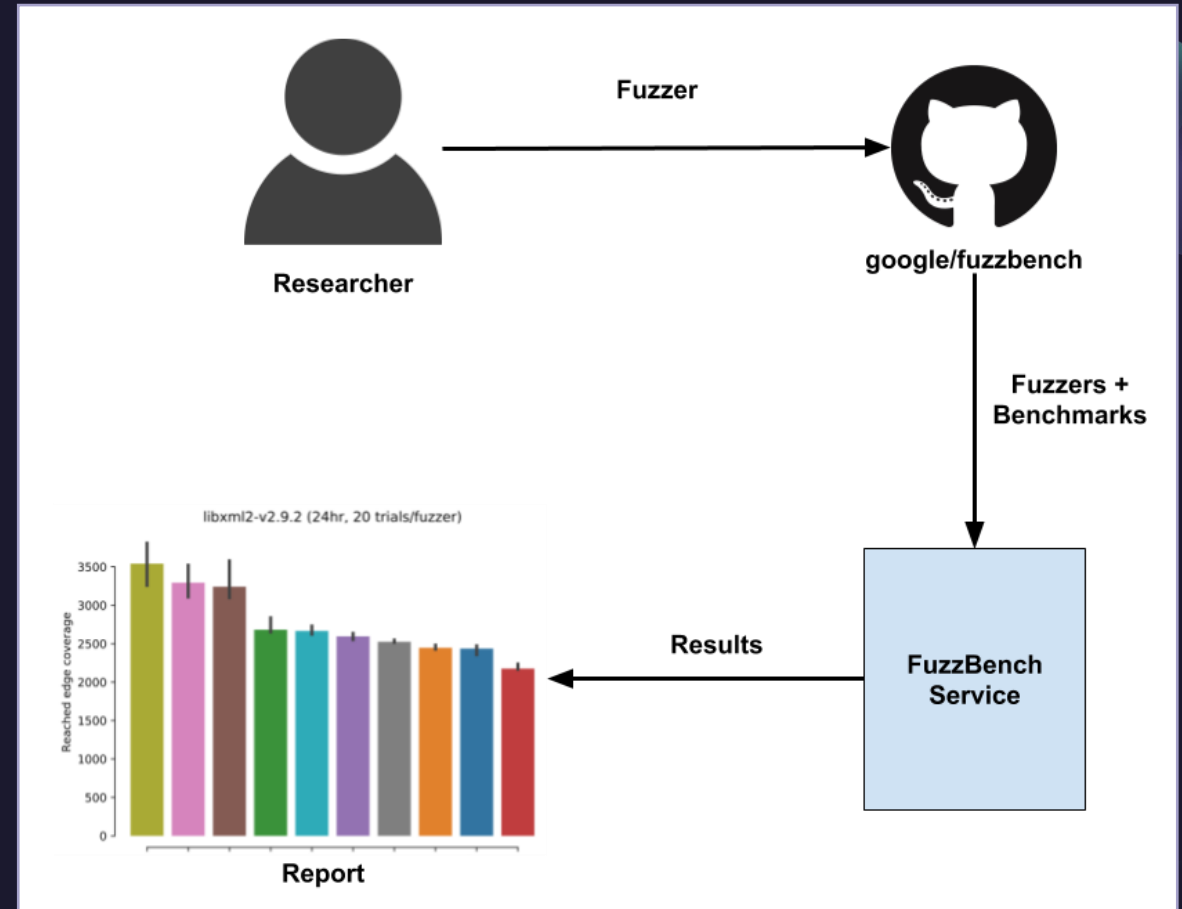 Fuzzer
Researcher
google/fuzzbench
Fuzzers +
Benchmarks
libxml2-v2.9.2 (24hr, 20 trials/fuzzer)
Reached edge coverage
3500
3000
2500
2000
1500
1000
500
0
Results
FuzzBench
Service
Report